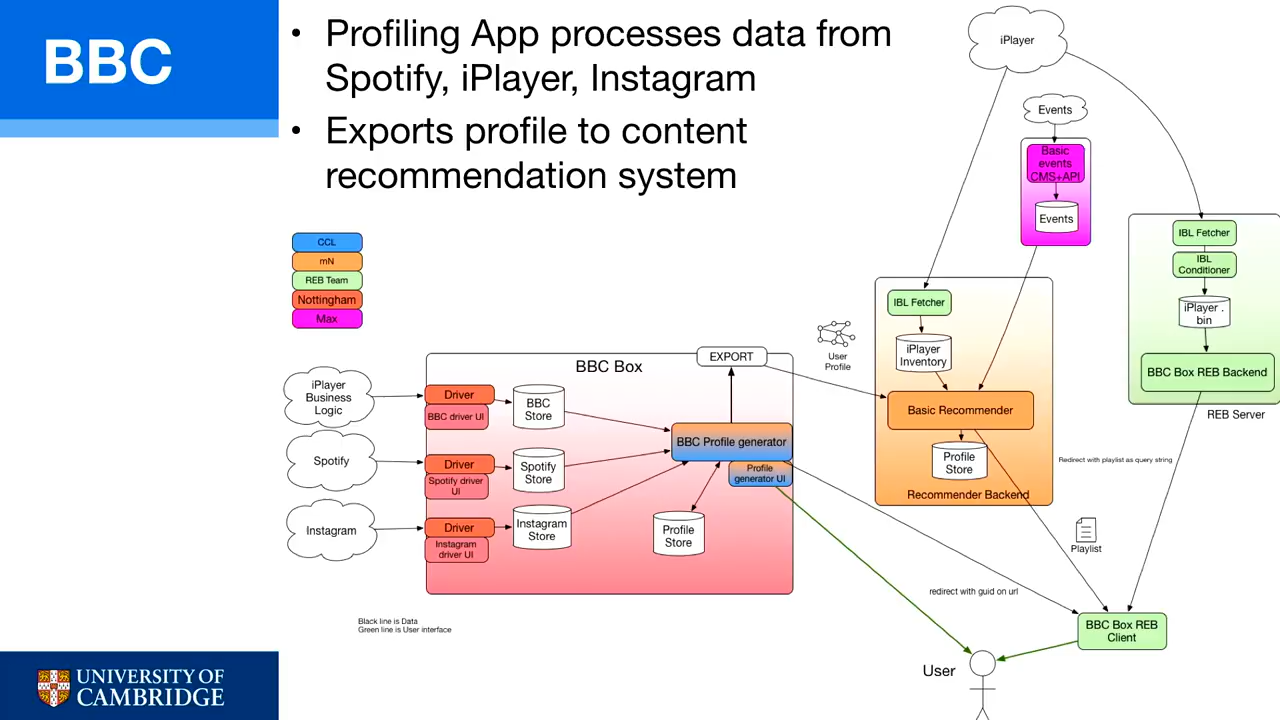 BBC
• Profiling App processes data from
Spotify, iPlayer, Instagram
• Exports profile to content
recommendation system
CCL
mN
REB Team
Nottingham
Max
iPlayer
Events
Basic
events
CMS+API
Events
IBL Fetcher
IBL
Conditioner
iPlayer .
bin
BBC Box REB Backend
REB Server
IBL Fetcher
iPlayer
Inventory
Basic Recommender
Profile
Store
Recommender Backend
User
Profile
EXPORT
BBC Box
iPlayer
Business
Logic
Driver
BBC driver UI
BBC
Store
BBC Profile generator
Profile
generator UI
Spotify
Driver
Spotify driver
UI
Spotify
Store
Instagram
Driver
Instagram
driver UI
Instagram
Store
Profile
Store
Redirect with playlist as query string
Playlist
redirect with guid on url
Black line is Data
Green line is User interface
BBC Box REB
Client
User
UNIVERSITY OF
CAMBRIDGE